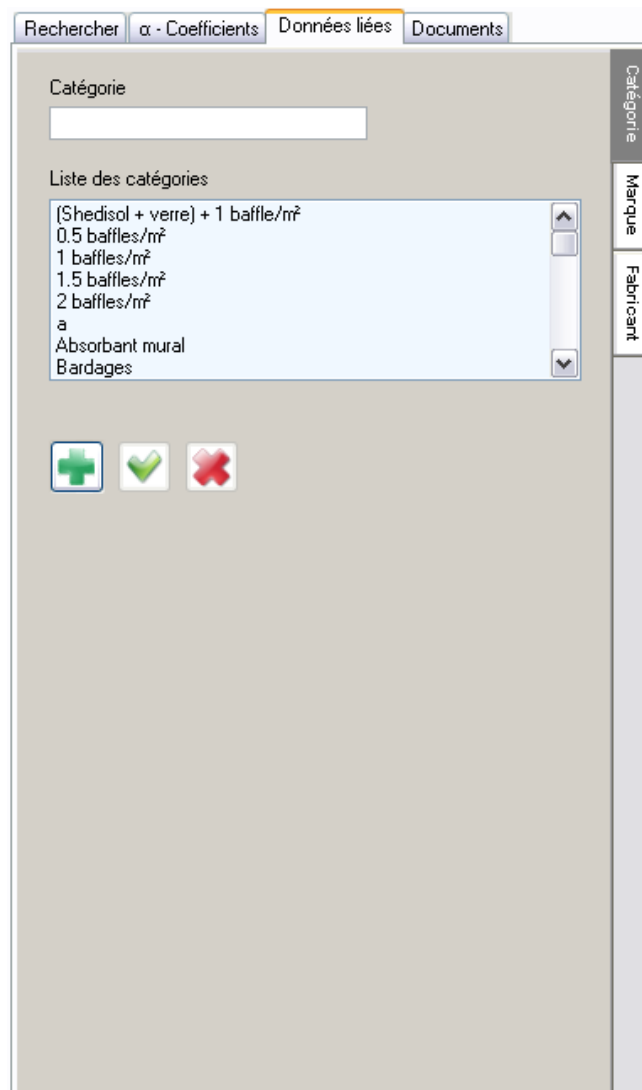 Rechercher
α - Coefficients
Données liées
Documents
Catégorie
Liste des catégories
(Shedisol + verre) + 1 baffle/m²
0.5 baffles/m²
1 baffles/m²
1.5 baffles/m²
2 baffles/m²
a
Absorbant mural
Bardages
Catégorie
Marque
Fabricant